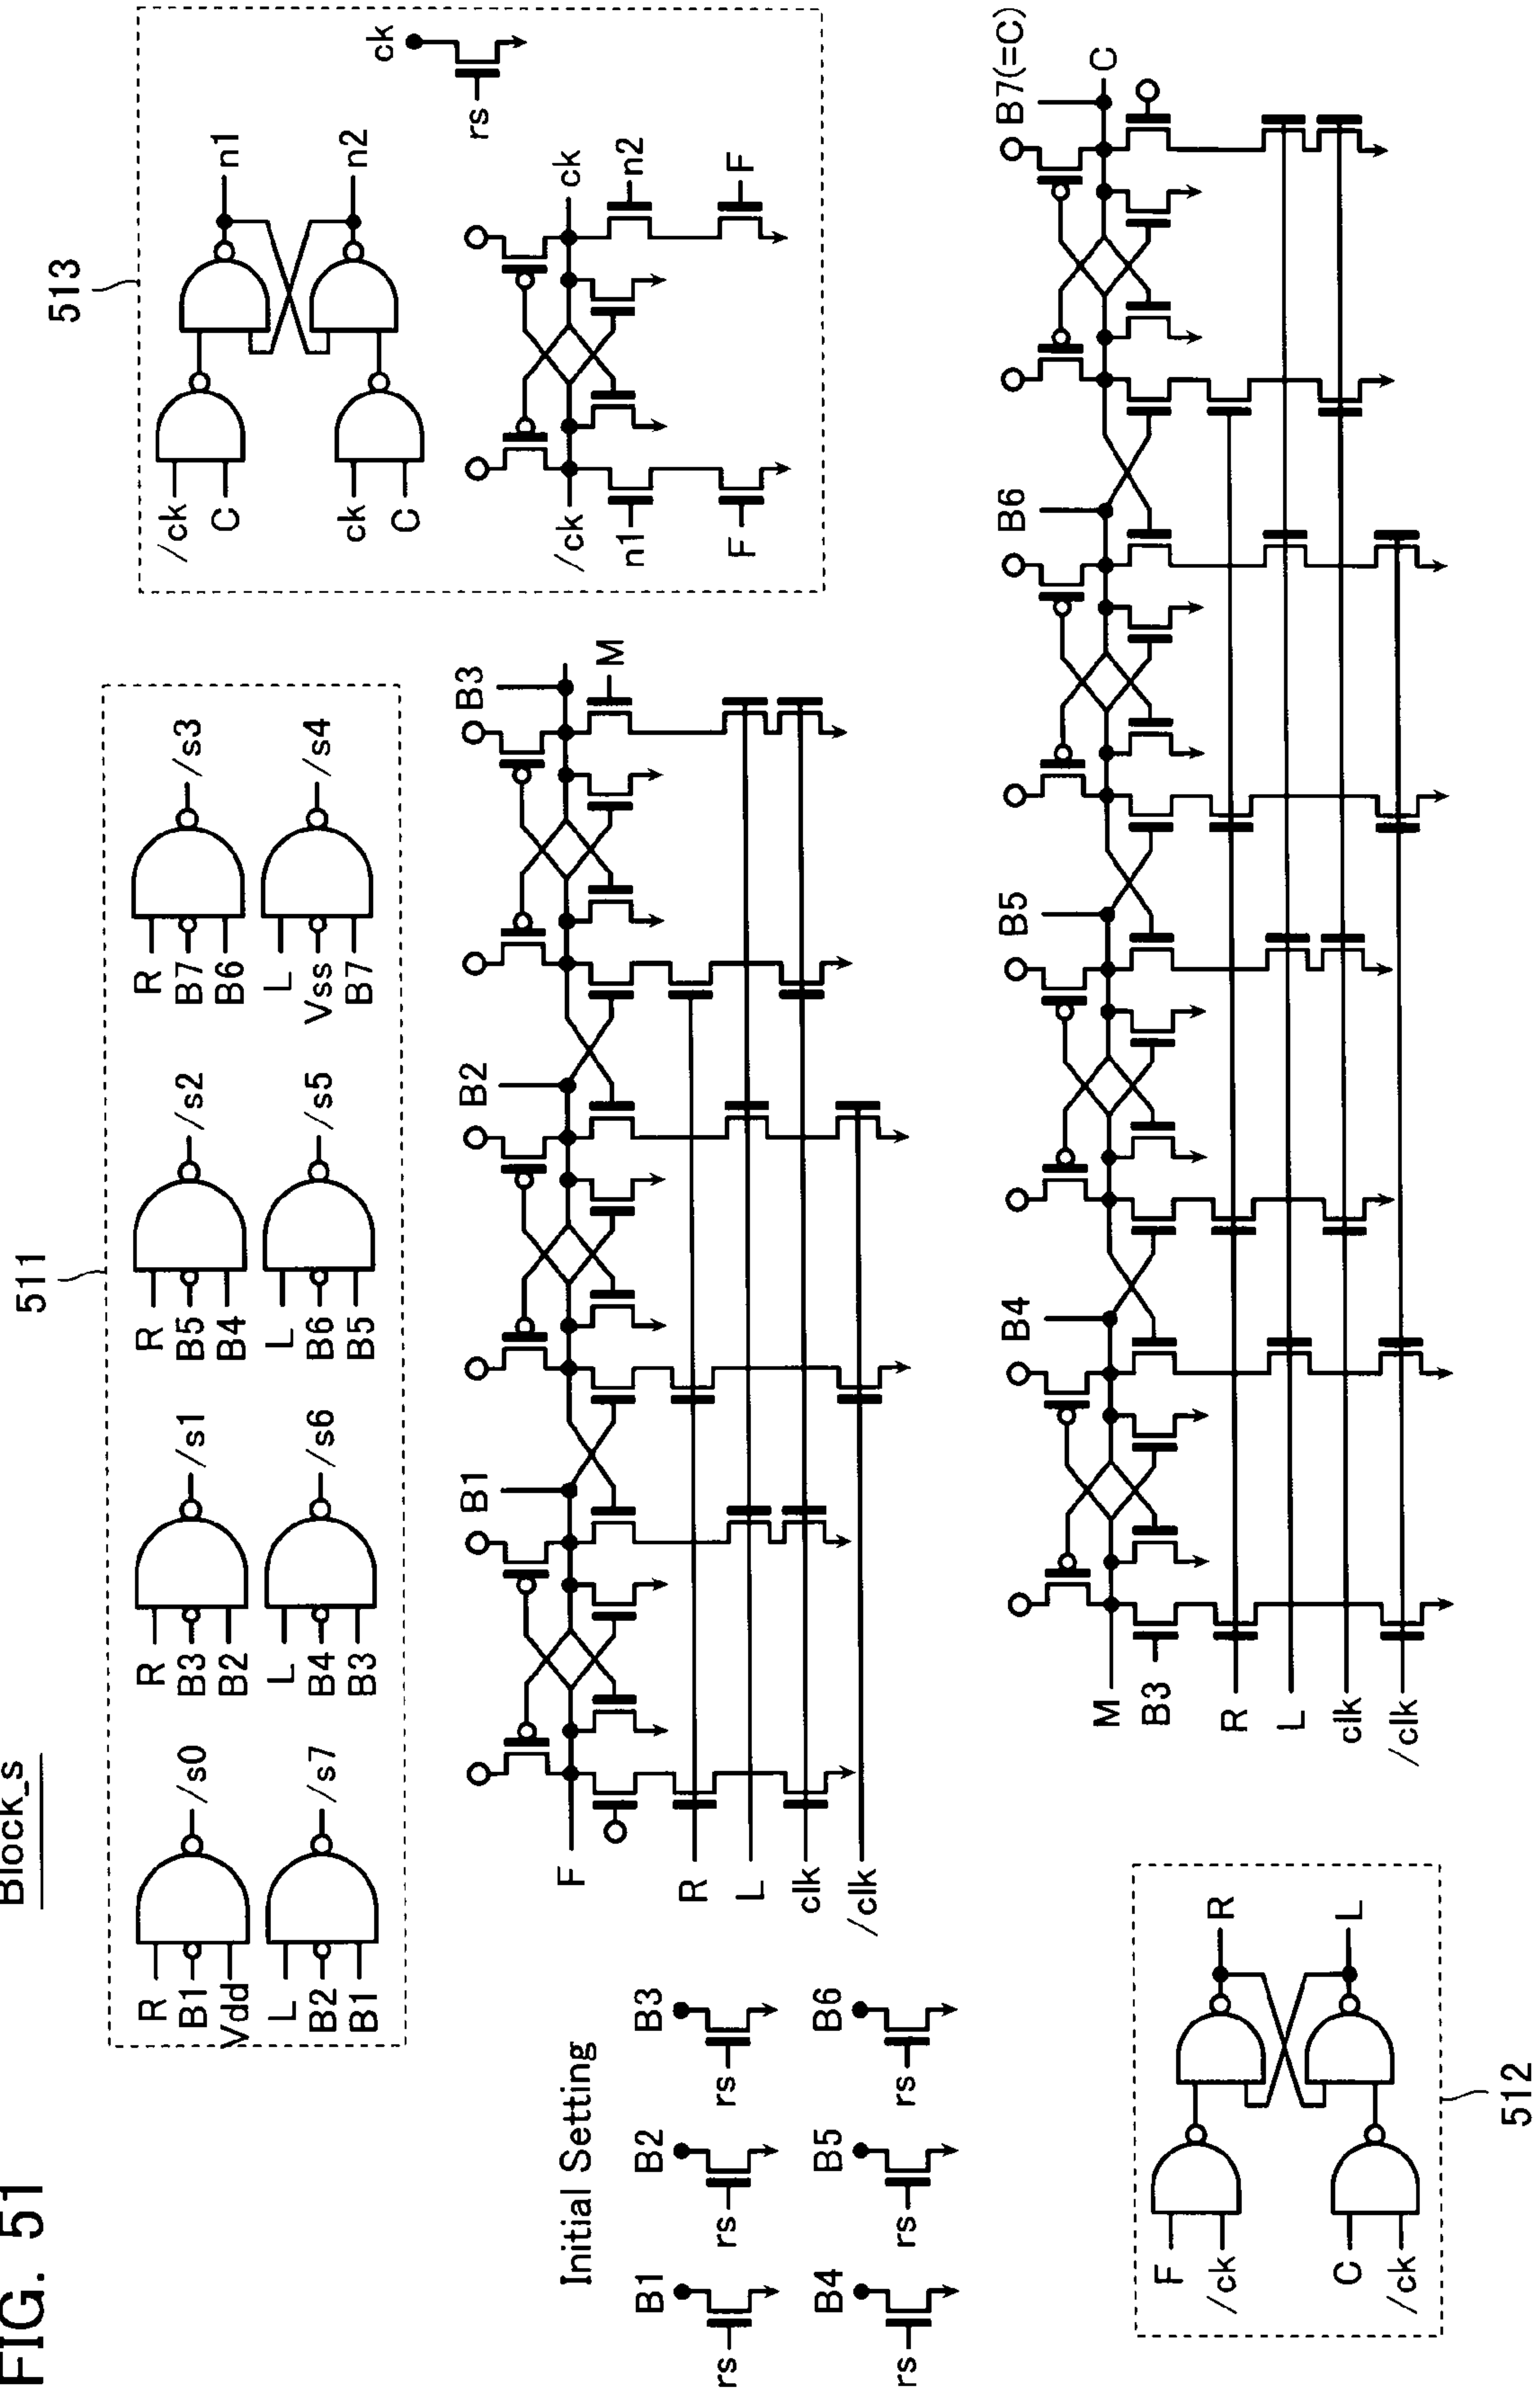 FIG. 51
Block_s
511
R
B1
Vdd
/s0
R
B3
B2
/s1
R
B5
B4
/s2
R
B7
B6
/s3
L
B2
B1
/s7
L
B4
B3
/s6
L
B6
B5
/s5
L
Vss
B7
/s4
513
/ck
C
n1
ck
C
n2
ck
rs
/ck
ck
n1
n2
F
F
Initial Setting
B1
B2
B3
rs
rs
rs
B4
B5
B6
rs
rs
rs
B1
B2
B3
F
M
R
L
clk
/clk
512
F
/ck
R
C
/ck
L
B4
B5
B6
B7(=C)
M
C
B3
R
L
clk
/clk